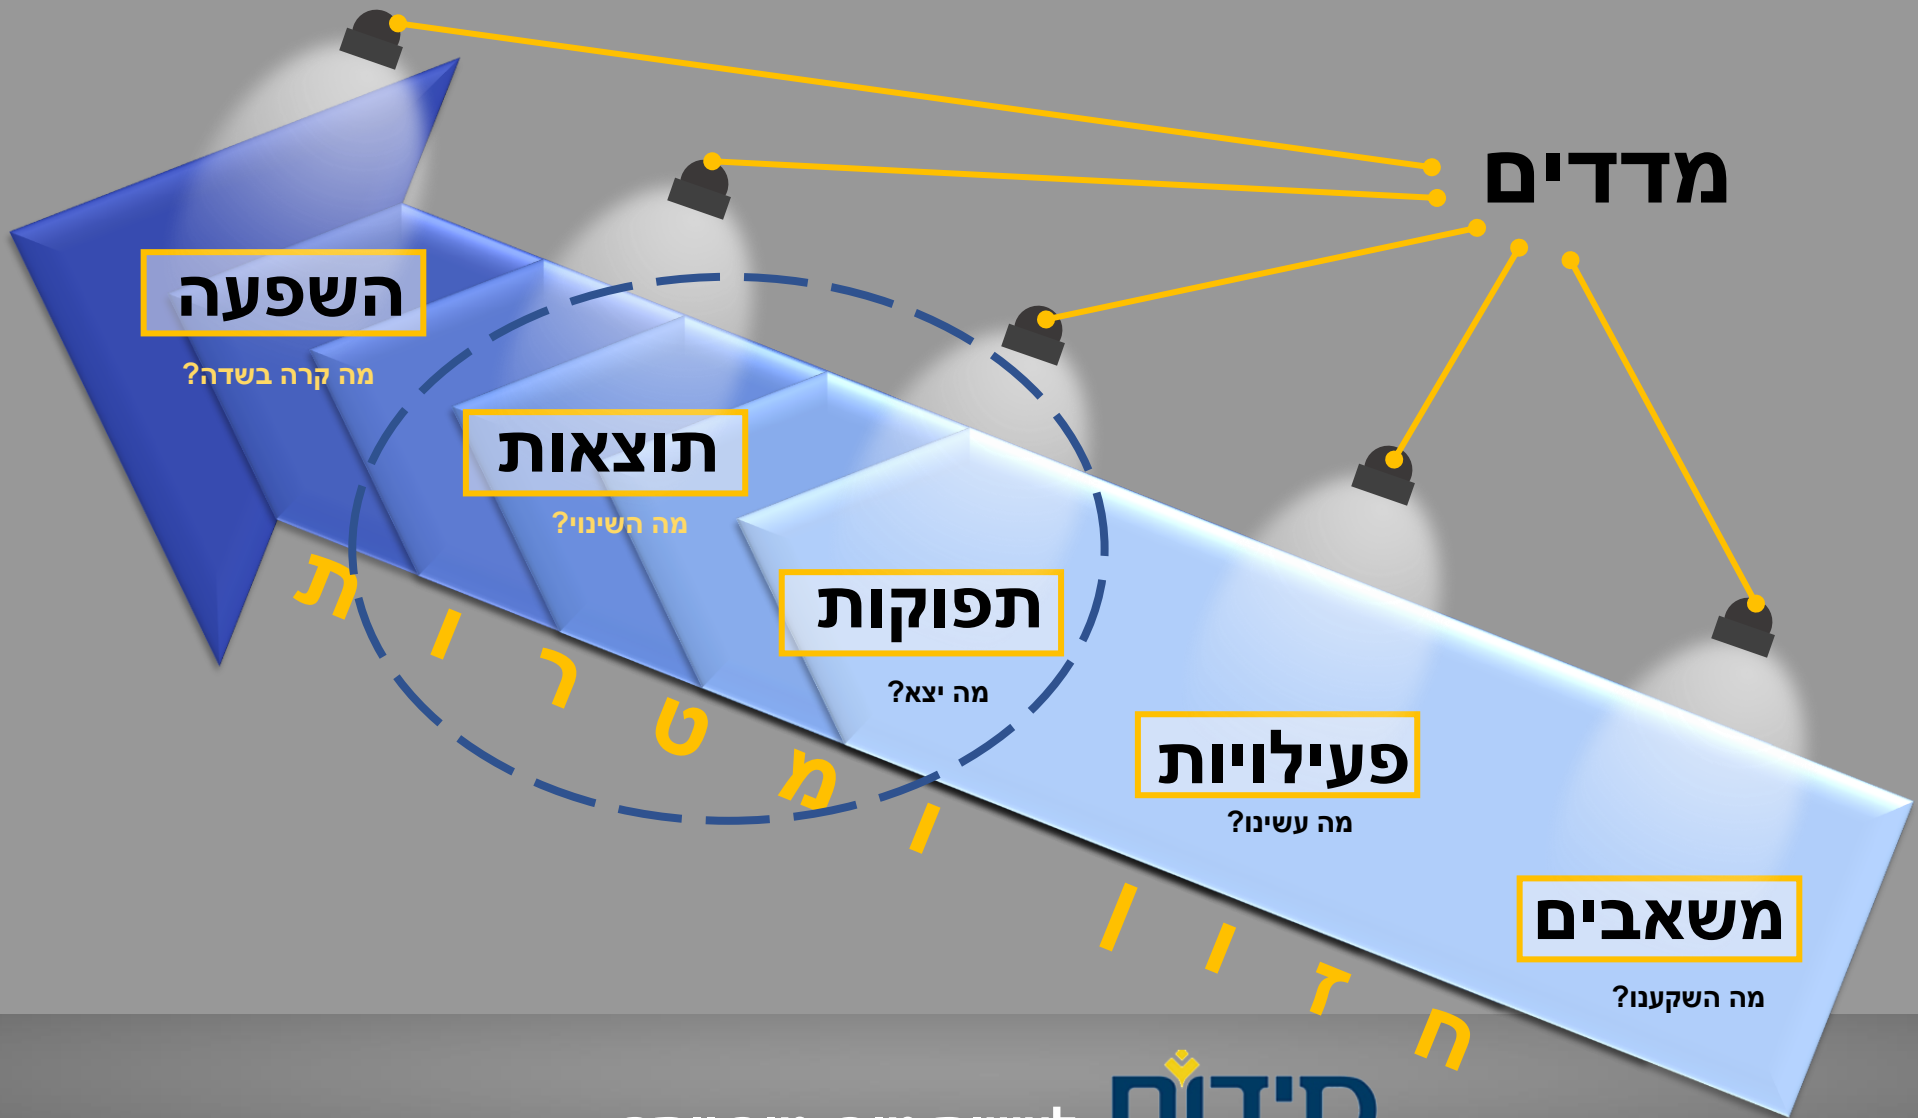 מדדים
השפעה
מה קרה בשדה?
תוצאות
מה השינוי?
תפוקות
מה יצא?
פעילויות
מה עשינו?
משאבים
מה השקענו?
חזון ומטרות